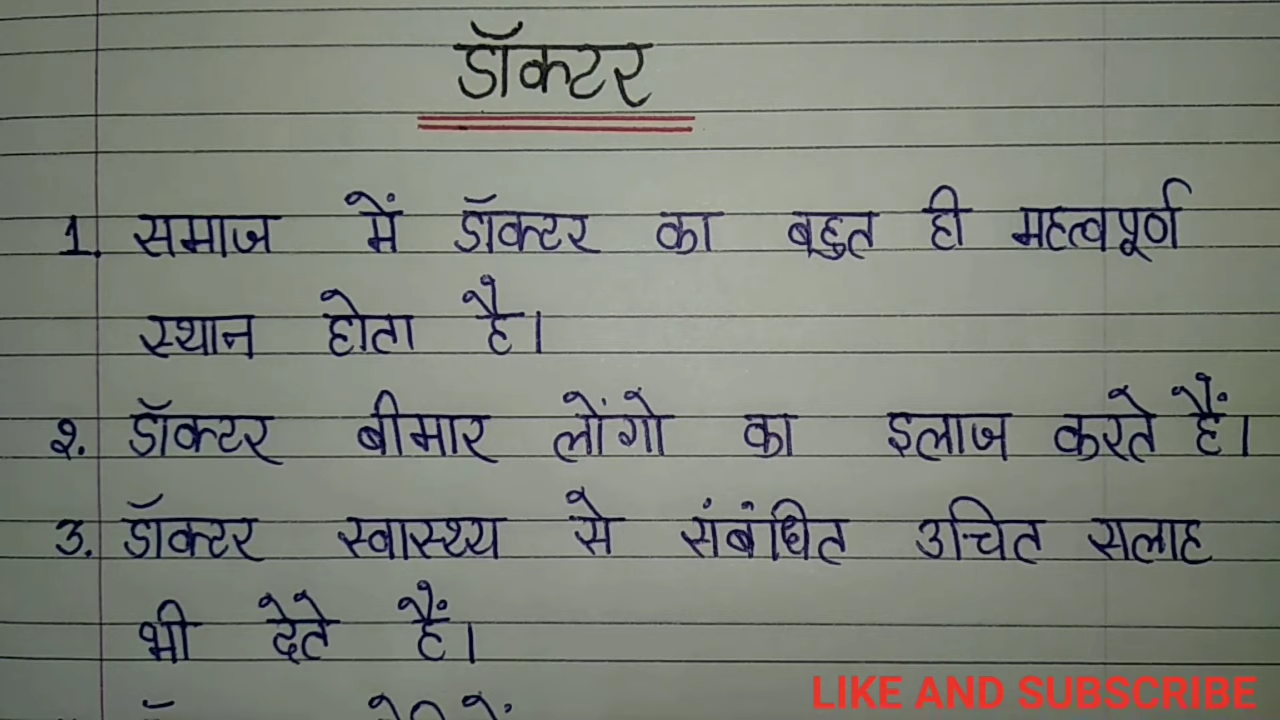 डॉक्टर
1. समाज में डॉक्टर का बहुत ही महत्वपूर्ण
स्थान होता है।
2. डॉक्टर बीमार लोंगो का इलाज करते हैं।
3. डॉक्टर स्वास्थ्य से संबंधित उचित सलाह
भी देते हैं।
LIKE AND SUBSCRIBE